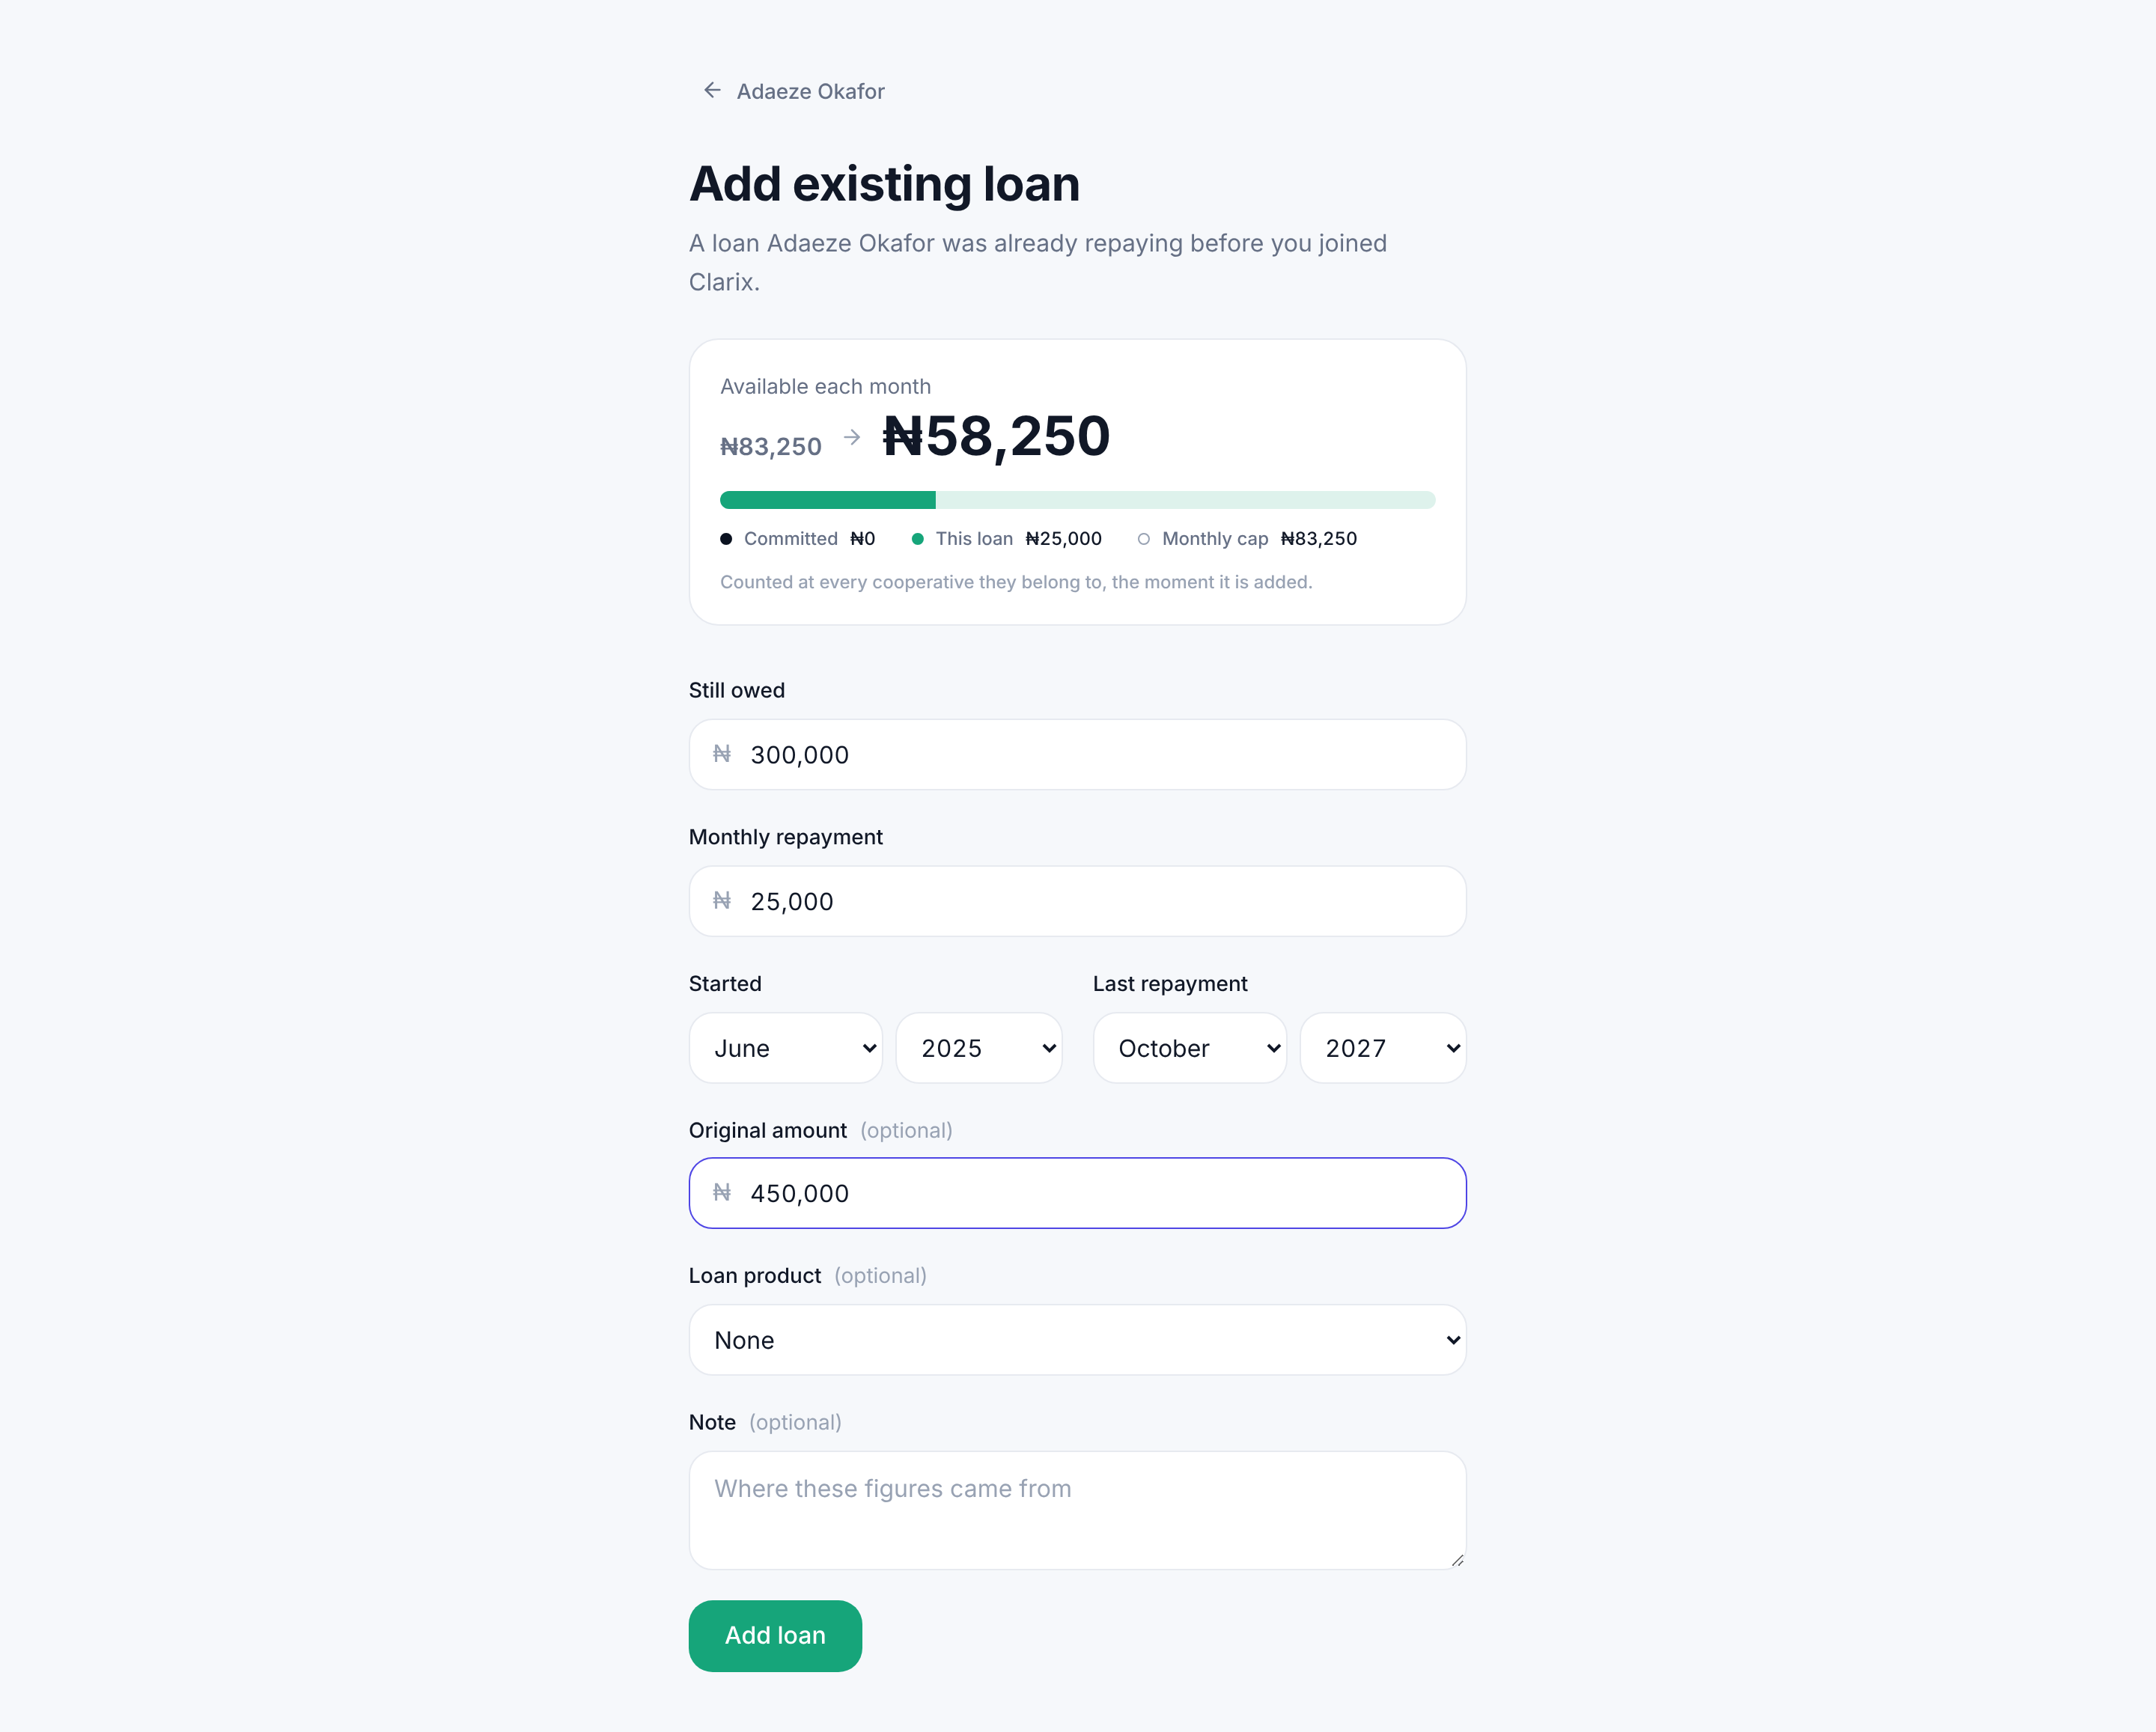 Adaeze Okafor
Add existing loan
A loan Adaeze Okafor was already repaying before you joined
Clarix.
Available each month
₦83,250 → ₦58,250
Committed ₦0 This loan ₦25,000 Monthly cap ₦83,250
Counted at every cooperative they belong to, the moment it is added.
Still owed
₦ 300,000
Monthly repayment
₦ 25,000
Started Last repayment
June 2025 October 2027
Original amount (optional)
₦ 450,000
Loan product (optional)
None
Note (optional)
Where these figures came from
Add loan